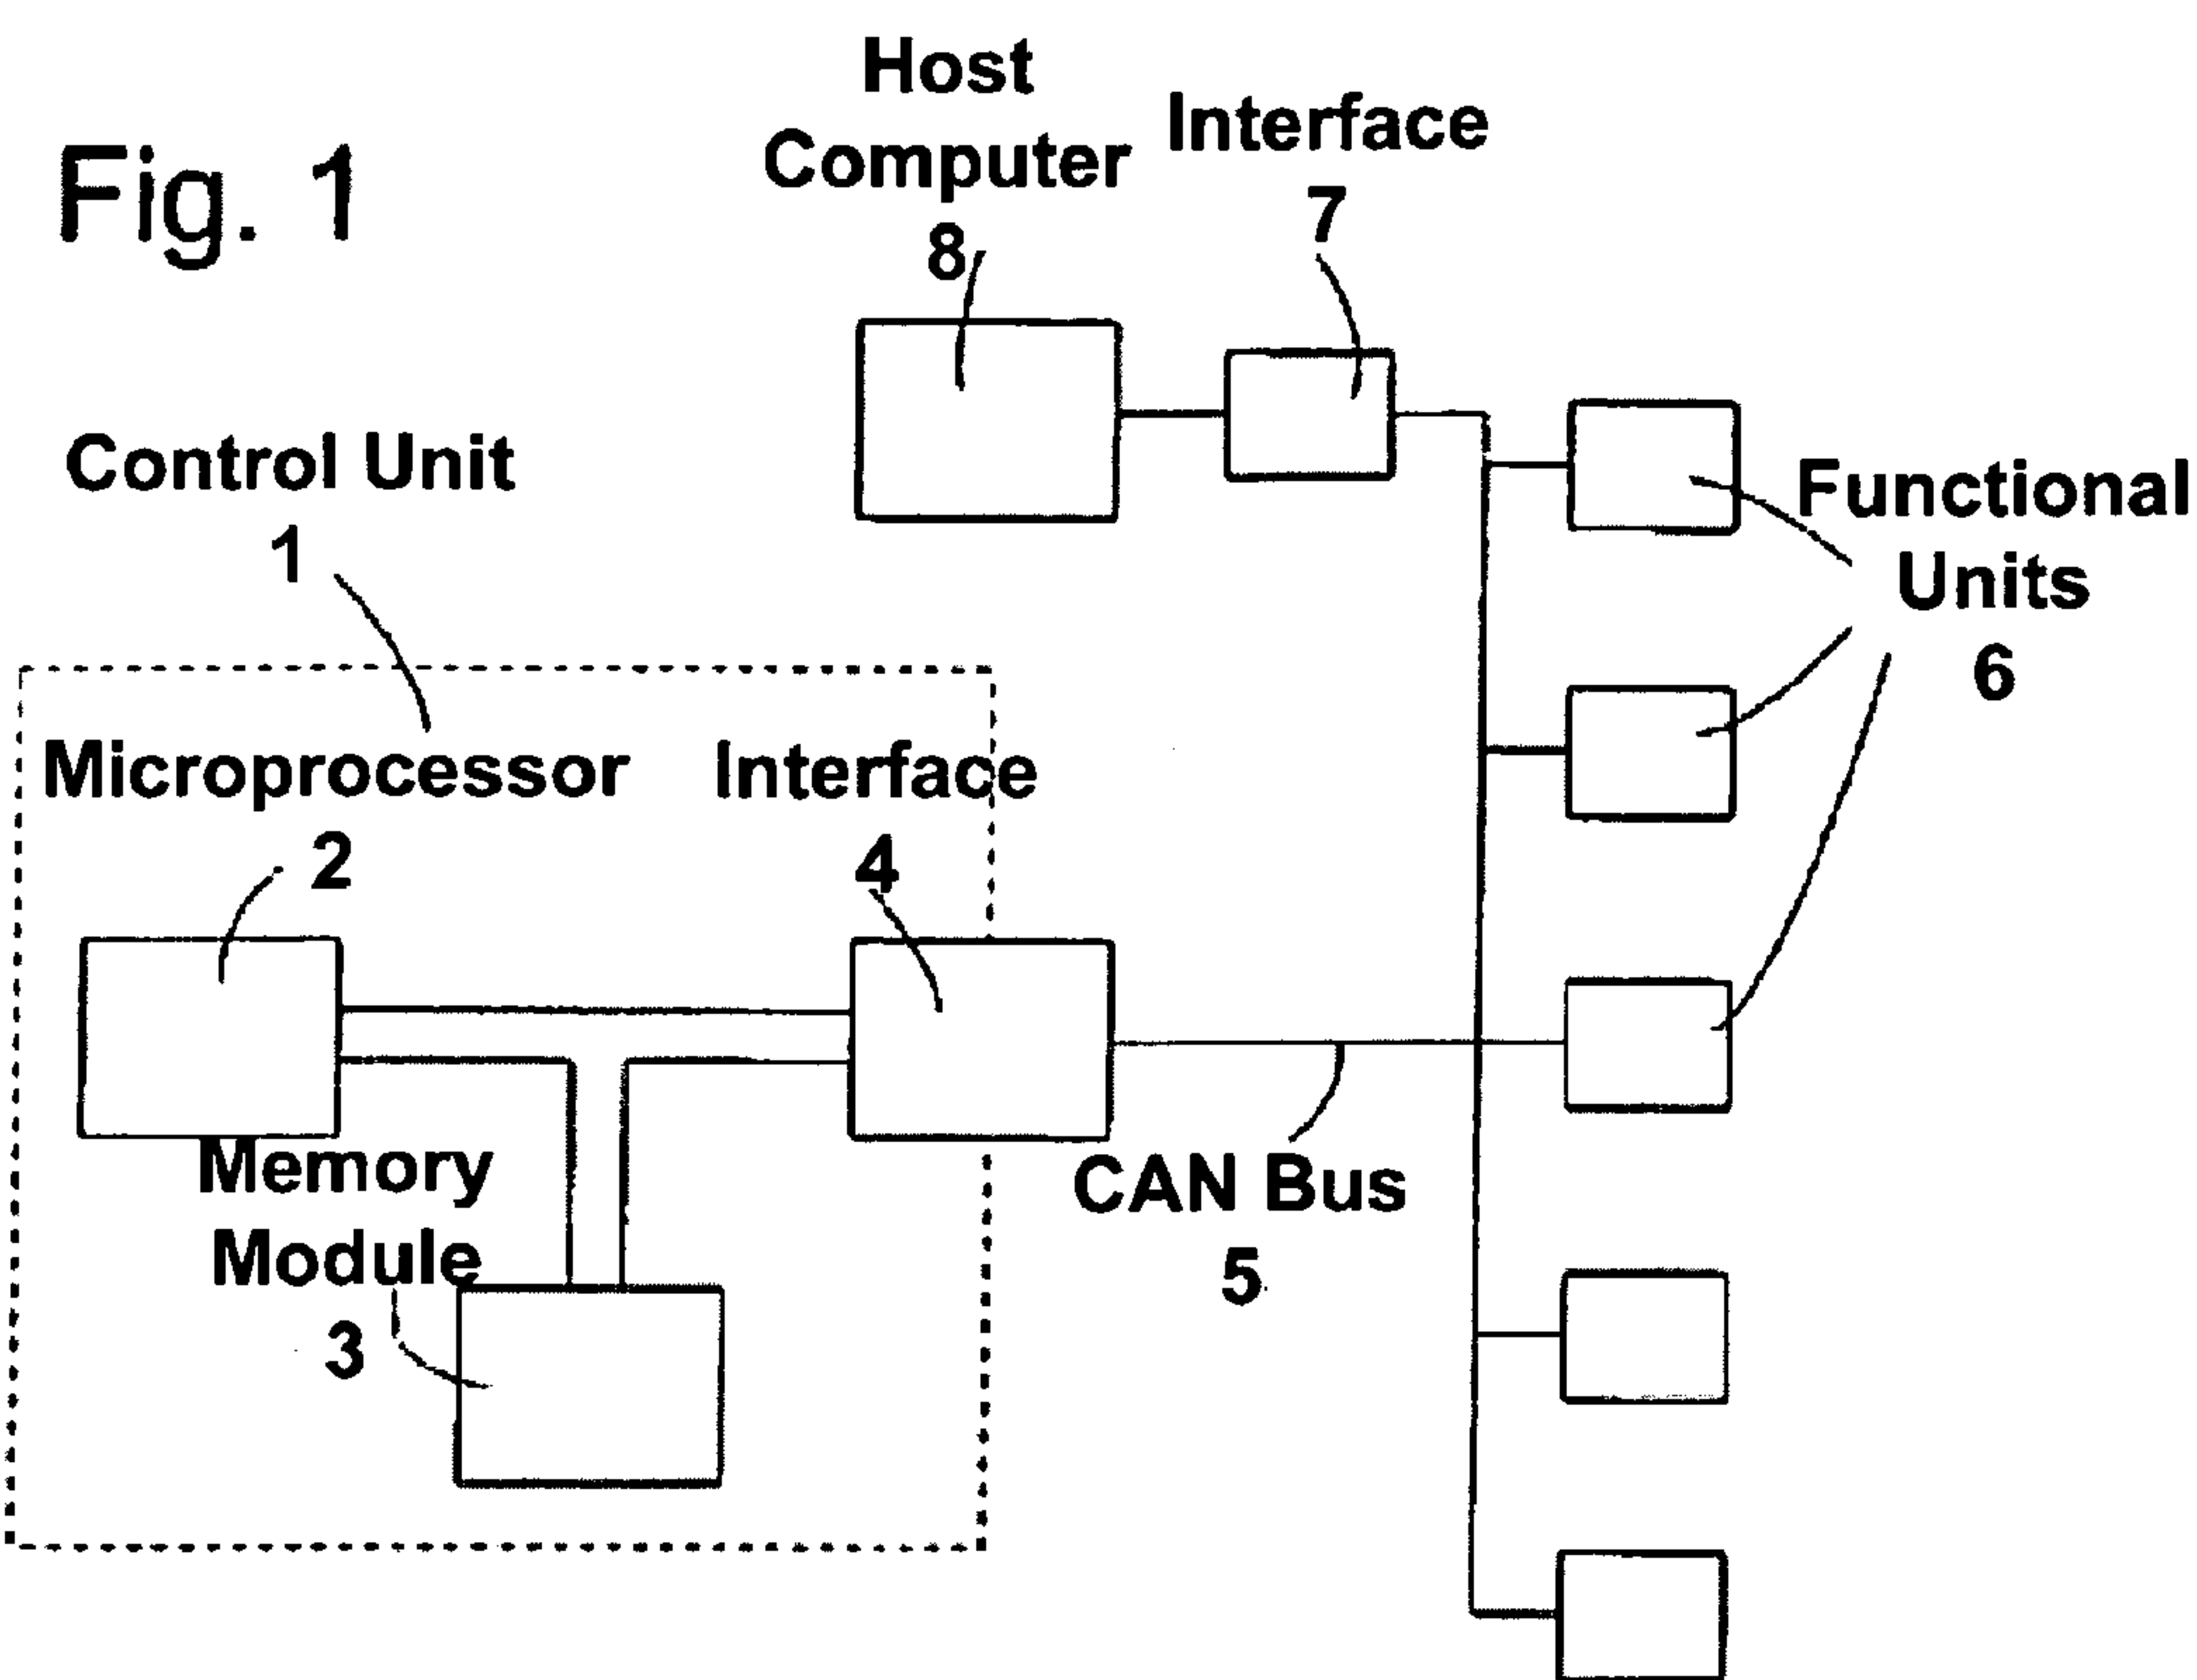 Fig. 1
Host
Computer
8
Interface
7
Control Unit
1
Functional
Units
6
Microprocessor
2
Interface
4
Memory
Module
3
CAN Bus
5